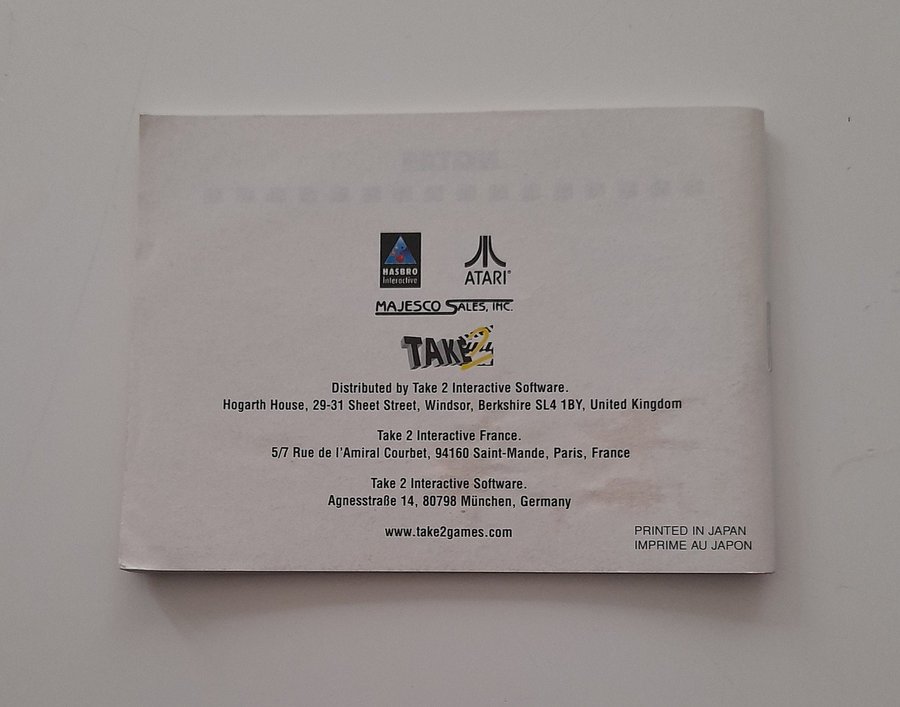 HASBRO
Interactive
ATARI®
MAJESCO SALES, INC.
TAKE 2
Distributed by Take 2 Interactive Software.
Hogarth House, 29-31 Sheet Street, Windsor, Berkshire SL4 1BY, United Kingdom
Take 2 Interactive France.
5/7 Rue de l'Amiral Courbet, 94160 Saint-Mande, Paris, France
Take 2 Interactive Software.
Agnesstraße 14, 80798 München, Germany
www.take2games.com
PRINTED IN JAPAN
IMPRIME AU JAPON